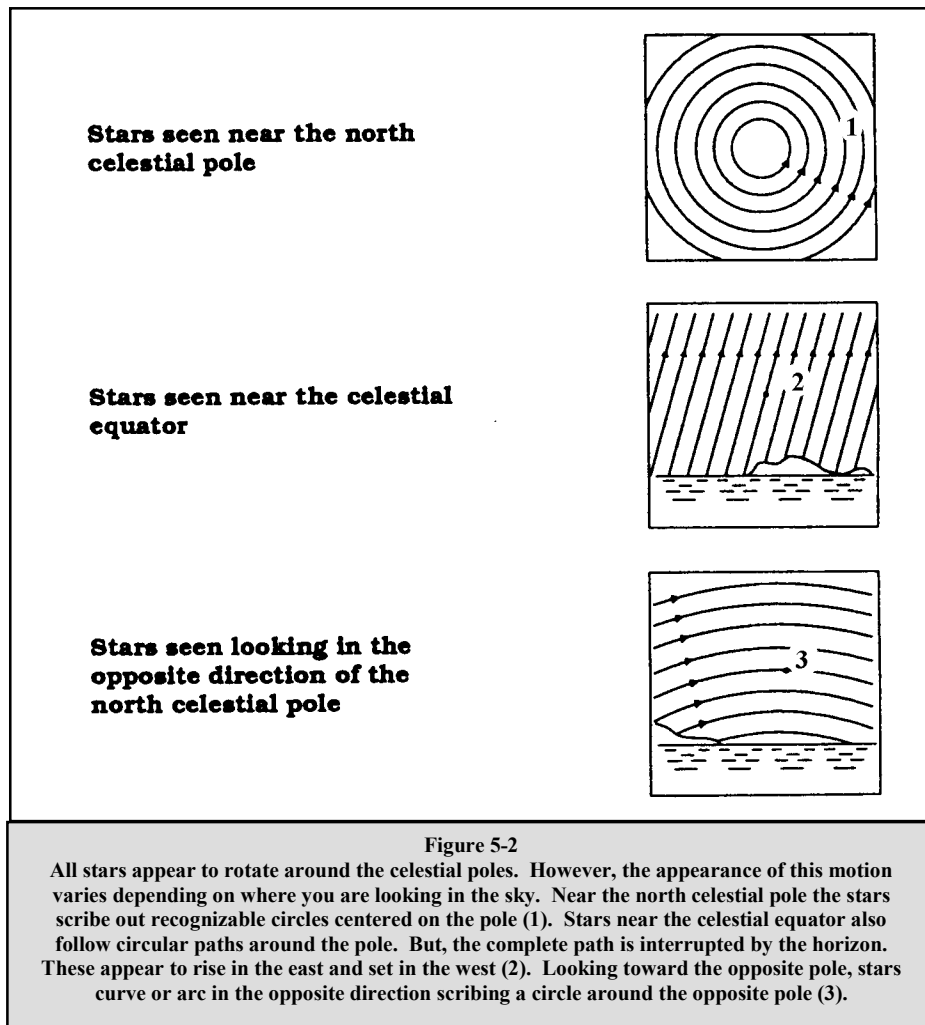 Stars seen near the north
celestial pole
1
Stars seen near the celestial
equator
2
Stars seen looking in the
opposite direction of the
north celestial pole
3
Figure 5-2
All stars appear to rotate around the celestial poles. However, the appearance of this motion
varies depending on where you are looking in the sky. Near the north celestial pole the stars
scribe out recognizable circles centered on the pole (1). Stars near the celestial equator also
follow circular paths around the pole. But, the complete path is interrupted by the horizon.
These appear to rise in the east and set in the west (2). Looking toward the opposite pole, stars
curve or arc in the opposite direction scribing a circle around the opposite pole (3).